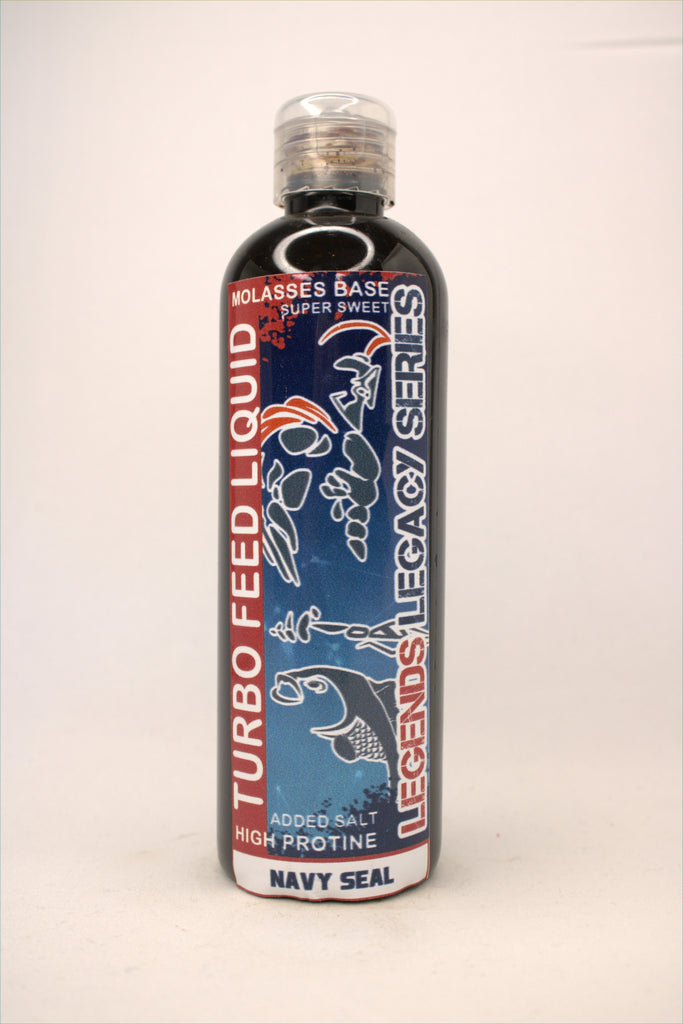 MOLASSES BASE
SUPER SWEET
TURBO FEED LIQUID
LEGENDS LEGACY SERIES
ADDED SALT
HIGH PROTINE
NAVY SEAL